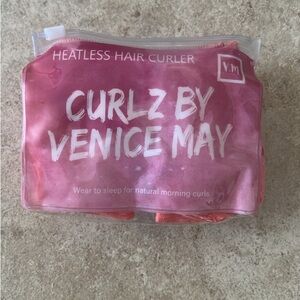 HEATLESS HAIR CURLER
VM
CURLZ BY
VENICE MAY
Wear to sleep for natural morning curls